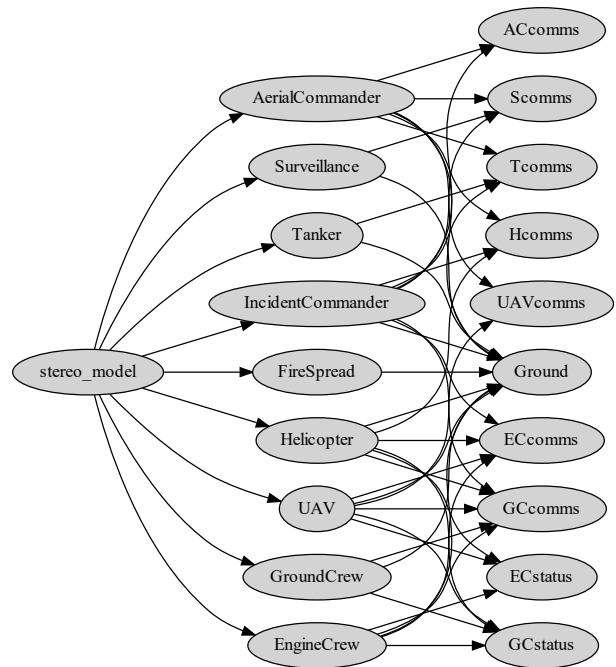 ACcomms
AerialCommander
Scomms
Surveillance
Tcomms
Tanker
Hcomms
IncidentCommander
UAVcomms
stereo_model
FireSpread
Ground
Helicopter
ECcomms
UAV
GCcomms
GroundCrew
ECstatus
EngineCrew
GCstatus